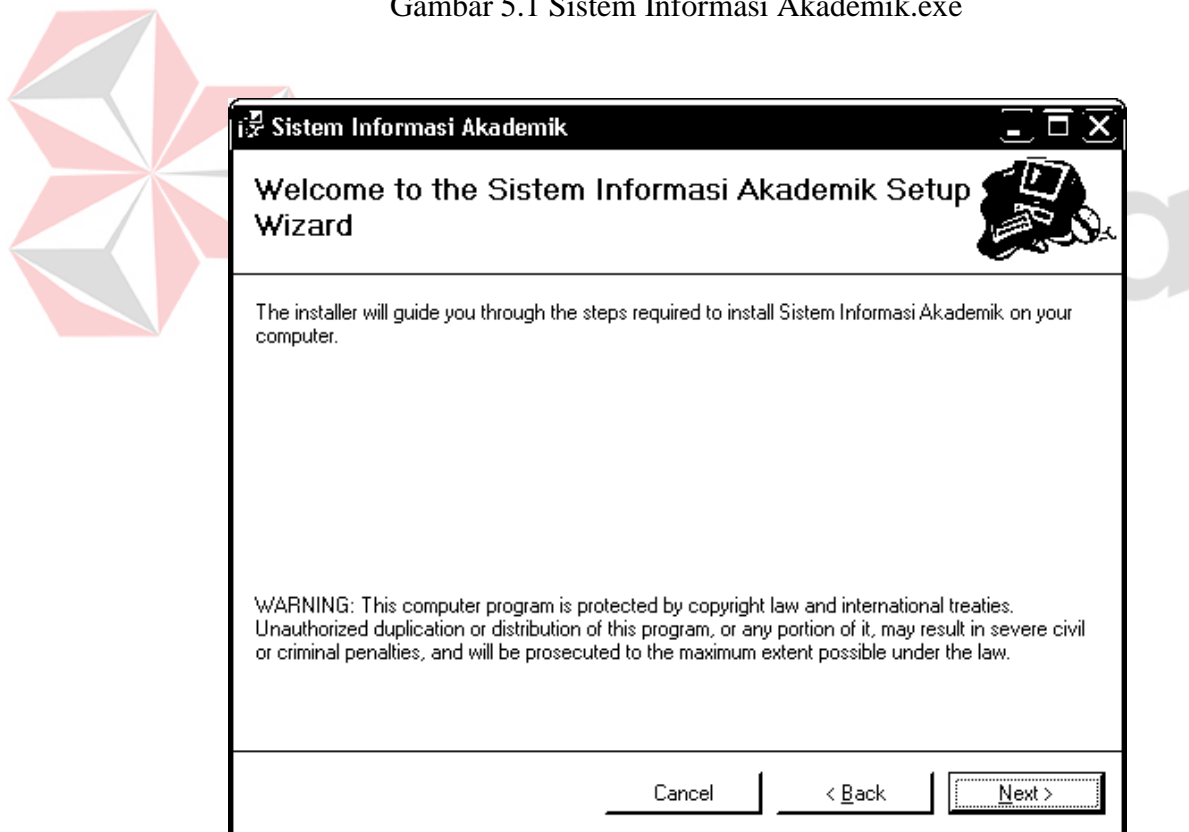 Gambar 5.1 Sistem Informasi Akademik.exe
Sistem Informasi Akademik
Welcome to the Sistem Informasi Akademik Setup
Wizard
The installer will guide you through the steps required to install Sistem Informasi Akademik on your
computer.
WARNING: This computer program is protected by copyright law and international treaties.
Unauthorized duplication or distribution of this program, or any portion of it, may result in severe civil
or criminal penalties, and will be prosecuted to the maximum extent possible under the law.
Cancel < Back Next >